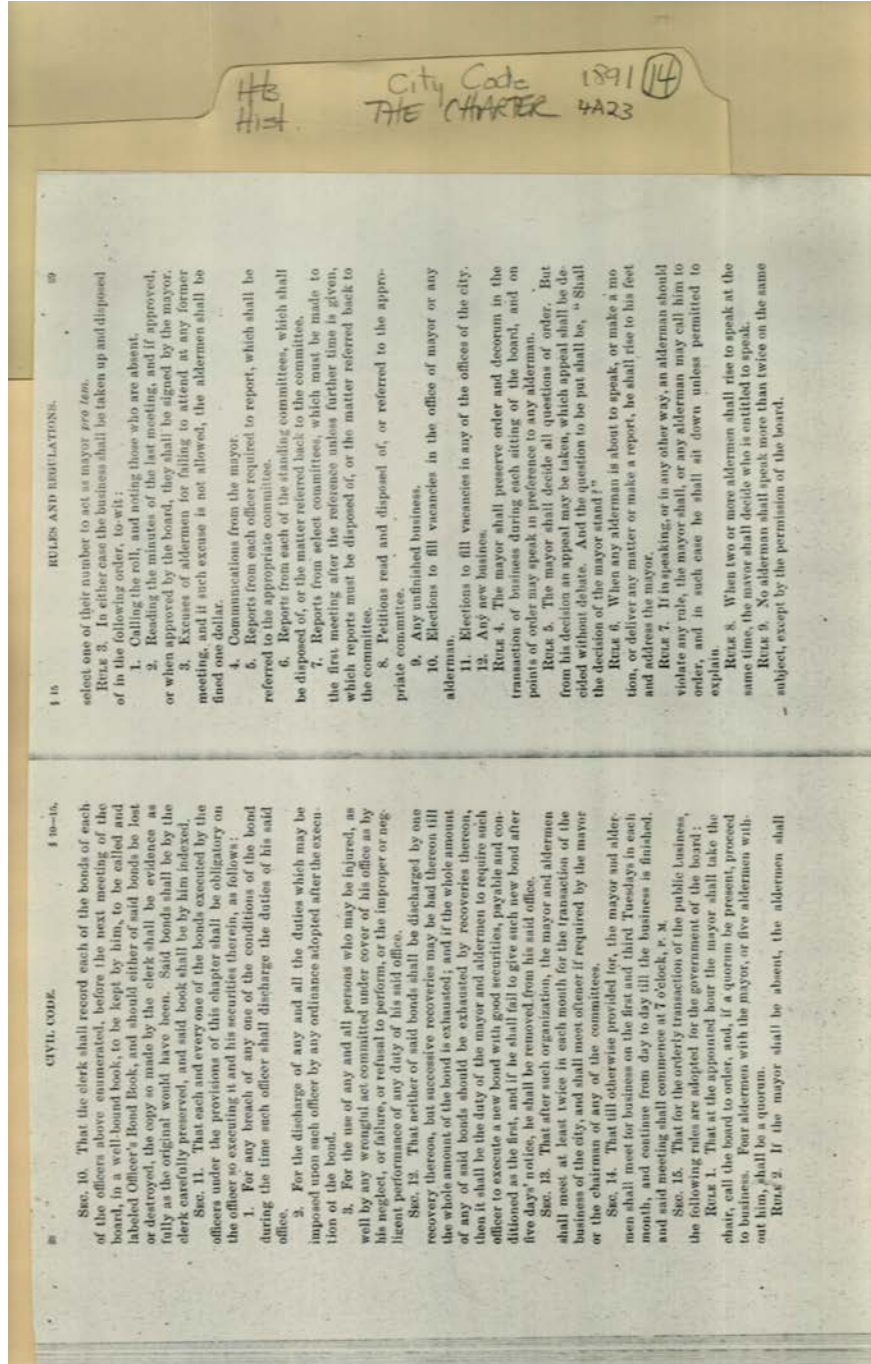 HB City Code 1891 14
Hist THE CHARTER 4A23
CIVIL CODE. § 10—15.
SEC. 10. That the clerk shall record each of the bonds of each
of the officers above enumerated, before the next meeting of the
board, in a well-bound book, to be kept by him, to be called and
labeled Officer's Bond Book, and should either of said bonds be lost
or destroyed, the copy so made by the clerk shall be evidence as
fully as the original would have been. Said bonds shall be by the
clerk carefully preserved, and said book shall be by him indexed.
SEC. 11. That each and every one of the bonds executed by the
officers under the provisions of this chapter shall be obligatory on
the officer so executing it and his securities therein, as follows:
1. For any breach of any one of the conditions of the bond
during the time such officer shall discharge the duties of his said
office.
2. For the discharge of any and all the duties which may be
imposed upon such officer by any ordinance adopted after the execu-
tion of the bond.
3. For the use of any and all persons who may be injured, as
well by any wrongful act committed under cover of his office as by
his neglect, or failure, or refusal to perform, or the improper or neg-
ligent performance of any duty of his said office.
SEC. 12. That neither of said bonds shall be discharged by one
recovery thereon, but successive recoveries may be had thereon till
the whole amount of the bond is exhausted; and if the whole amount
of any of said bonds should be exhausted by recoveries thereon,
then it shall be the duty of the mayor and aldermen to require such
officer to execute a new bond with good securities, payable and con-
ditioned as the first, and if he shall fail to give such new bond after
five days' notice, he shall be removed from his said office.
SEC. 13. That after such organization, the mayor and aldermen
shall meet at least twice in each month for the transaction of the
business of the city, and shall meet oftener if required by the mayor
or the chairman of any of the committees.
SEC. 14. That till otherwise provided for, the mayor and alder-
men shall meet for business on the first and third Tuesdays in each
month, and continue from day to day till the business is finished.
and said meeting shall commence at 7 o'clock, P. M.
SEC. 15. That for the orderly transaction of the public business,
the following rules are adopted for the government of the board:
RULE 1. That at the appointed hour the mayor shall take the
chair, call the board to order, and, if a quorum be present, proceed
to business. Four aldermen with the mayor, or five aldermen with-
out him, shall be a quorum.
RULE 2. If the mayor shall be absent, the aldermen shall
§ 15 RULES AND REGULATIONS.
select one of their number to act as mayor pro tem.
RULE 3. In either case the business shall be taken up and disposed
of in the following order, to-wit:
1. Calling the roll, and noting those who are absent.
2. Reading the minutes of the last meeting, and if approved,
or when approved by the board, they shall be signed by the mayor.
3. Excuses of aldermen for failing to attend at any former
meeting, and if such excuse is not allowed, the aldermen shall be
fined one dollar.
4. Communications from the mayor.
5. Reports from each officer required to report, which shall be
referred to the appropriate committee.
6. Reports from each of the standing committees, which shall
be disposed of, or the matter referred back to the committee.
7. Reports from select committees, which must be made to
the first meeting after the reference unless further time is given,
which reports must be disposed of, or the matter referred back to
the committee.
8. Petitions read and disposed of, or referred to the appro-
priate committee.
9. Any unfinished business.
10. Elections to fill vacancies in the office of mayor or any
alderman.
11. Elections to fill vacancies in any of the offices of the city.
12. Any new busines.
RULE 4. The mayor shall preserve order and decorum in the
transaction of business during each sitting of the board, and on
points of order may speak in preference to any alderman.
RULE 5. The mayor shall decide all questions of order. But
from his decision an appeal may be taken, which appeal shall be de-
cided without debate. And the question to be put shall be, "Shall
the decision of the mayor stand?"
RULE 6. When any alderman is about to speak, or make a mo
tion, or deliver any matter or make a report, he shall rise to his feet
and address the mayor.
RULE 7. If in speaking, or in any other way, an alderman should
violate any rule, the mayor shall, or any alderman may call him to
order, and in such case he shall sit down unless permitted to
explain.
RULE 8. When two or more aldermen shall rise to speak at the
same time, the mayor shall decide who is entitled to speak.
RULE 9. No alderman shall speak more than twice on the same
subject, except by the permission of the board.